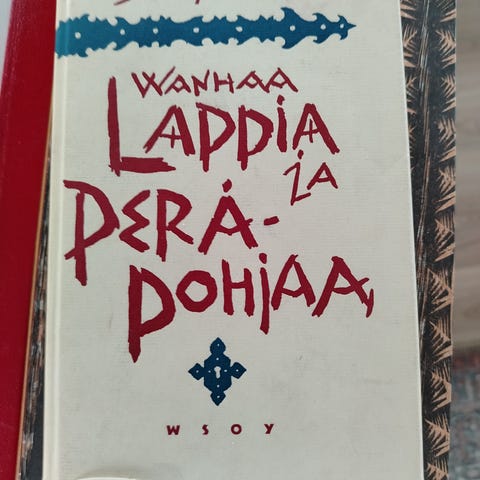 WANHAA
LAPPIA
JA
PERÄ-
POHJAA,
WSOY